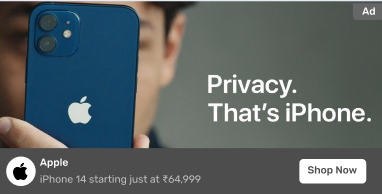 Ad
Privacy.
That's iPhone.
Apple
iPhone 14 starting just at ₹64,999
Shop Now